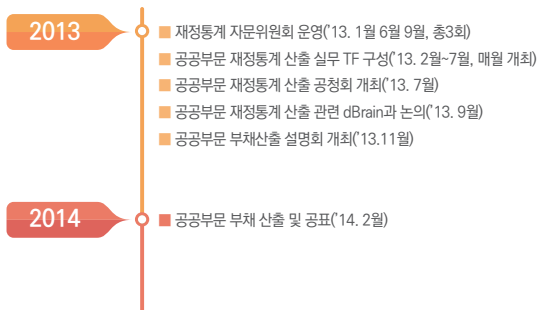 2013
■ 재정통계 자문위원회 운영('13. 1월 6월 9월, 총3회)
■ 공공부문 재정통계 산출 실무 TF 구성('13. 2월~7월, 매월 개최)
■ 공공부문 재정통계 산출 공청회 개최('13. 7월)
■ 공공부문 재정통계 산출 관련 dBrain과 논의('13. 9월)
■ 공공부문 부채산출 설명회 개최('13.11월)
2014
■ 공공부문 부채 산출 및 공표('14. 2월)